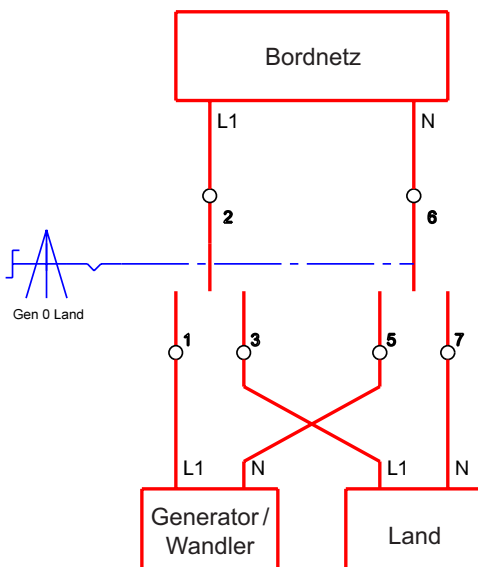 Bordnetz
L1 N
2 6
Gen 0 Land
1 3 5 7
L1 N L1 N
Generator /
Wandler
Land